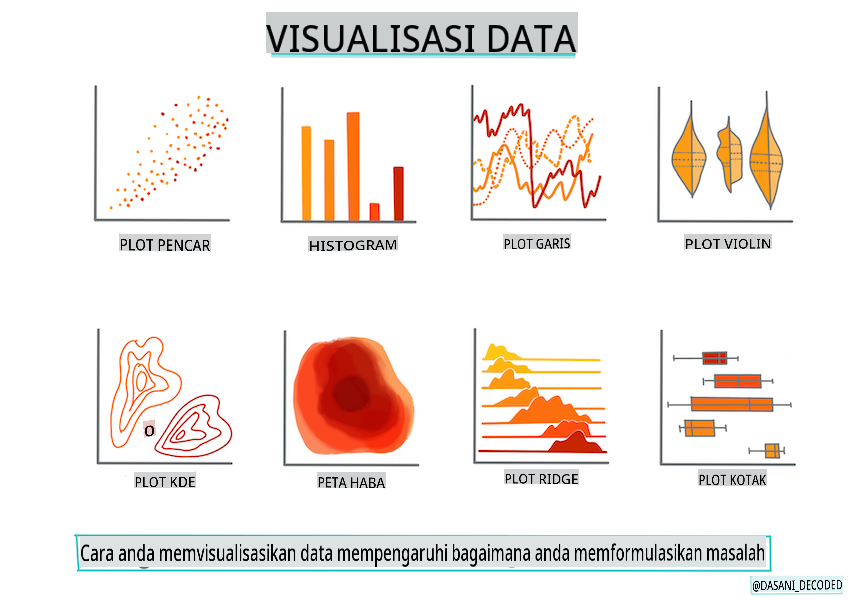 VISUALISASI DATA
PLOT PENCAR
HISTOGRAM
PLOT GARIS
PLOT VIOLIN
o
PLOT KDE
PETA HABA
PLOT RIDGE
PLOT KOTAK
Cara anda memvisualisasikan data mempengaruhi bagaimana anda memformulasikan masalah
@DASANI_DECODED